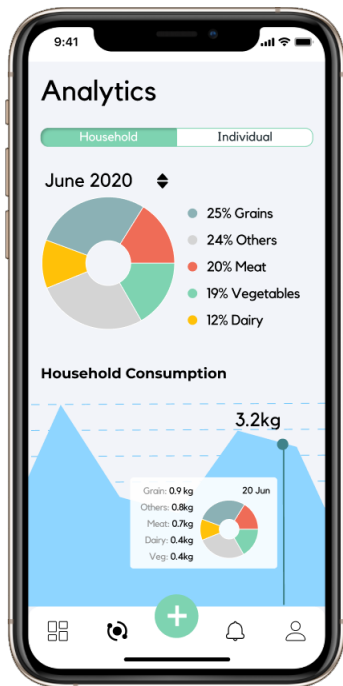 9:41
Analytics
Household Individual
June 2020
25% Grains
24% Others
20% Meat
19% Vegetables
12% Dairy
Household Consumption
3.2kg
Grain: 0.9 kg 20 Jun
Others: 0.8kg
Meat: 0.7kg
Dairy: 0.4kg
Veg: 0.4kg